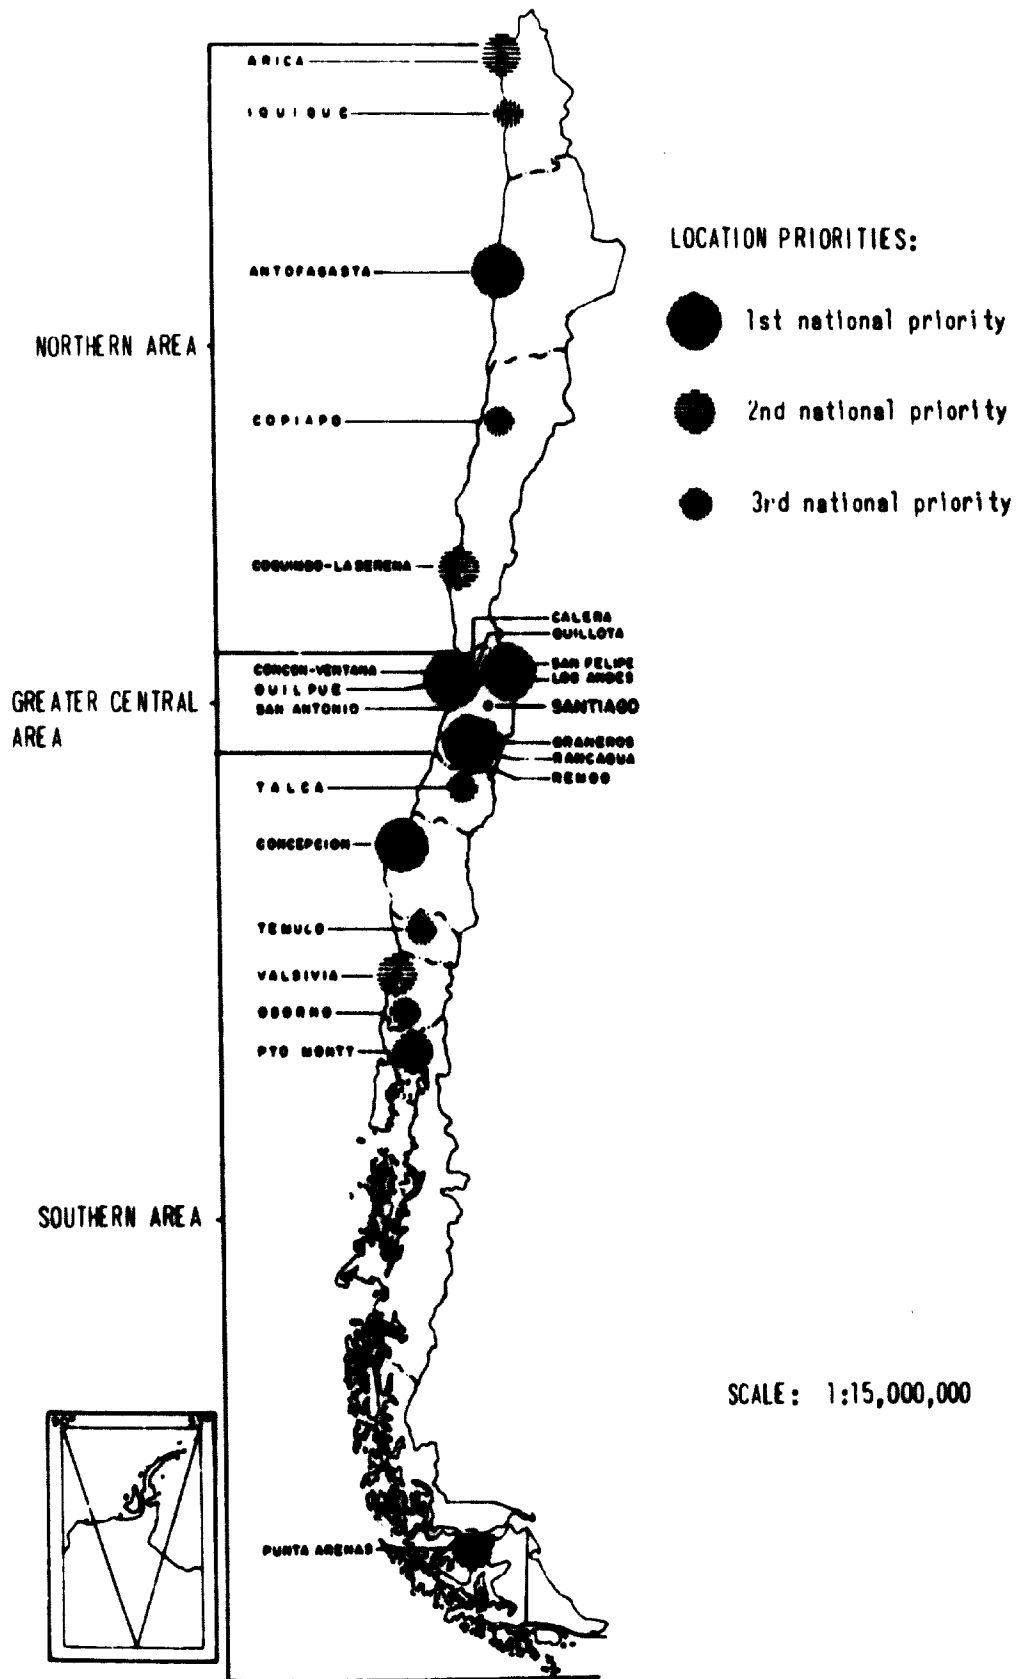 ARICA
IQUIQUE
ANTOFAGASTA
LOCATION PRIORITIES:
1st national priority
NORTHERN AREA
2nd national priority
COPIAPO
3rd national priority
COQUIMBO-LA SERENA
CALERA
QUILLOTA
CONCON-VENTANA
SAN FELIPE
QUILPUE
LOS ANDES
GREATER CENTRAL
AREA
SAN ANTONIO
SANTIAGO
GRANEROS
RANCAGUA
RENGO
TALCA
CONCEPCION
TEMUCO
VALDIVIA
OSORNO
PTO MONTT
SOUTHERN AREA
SCALE: 1:15,000,000
PUNTA ARENAS